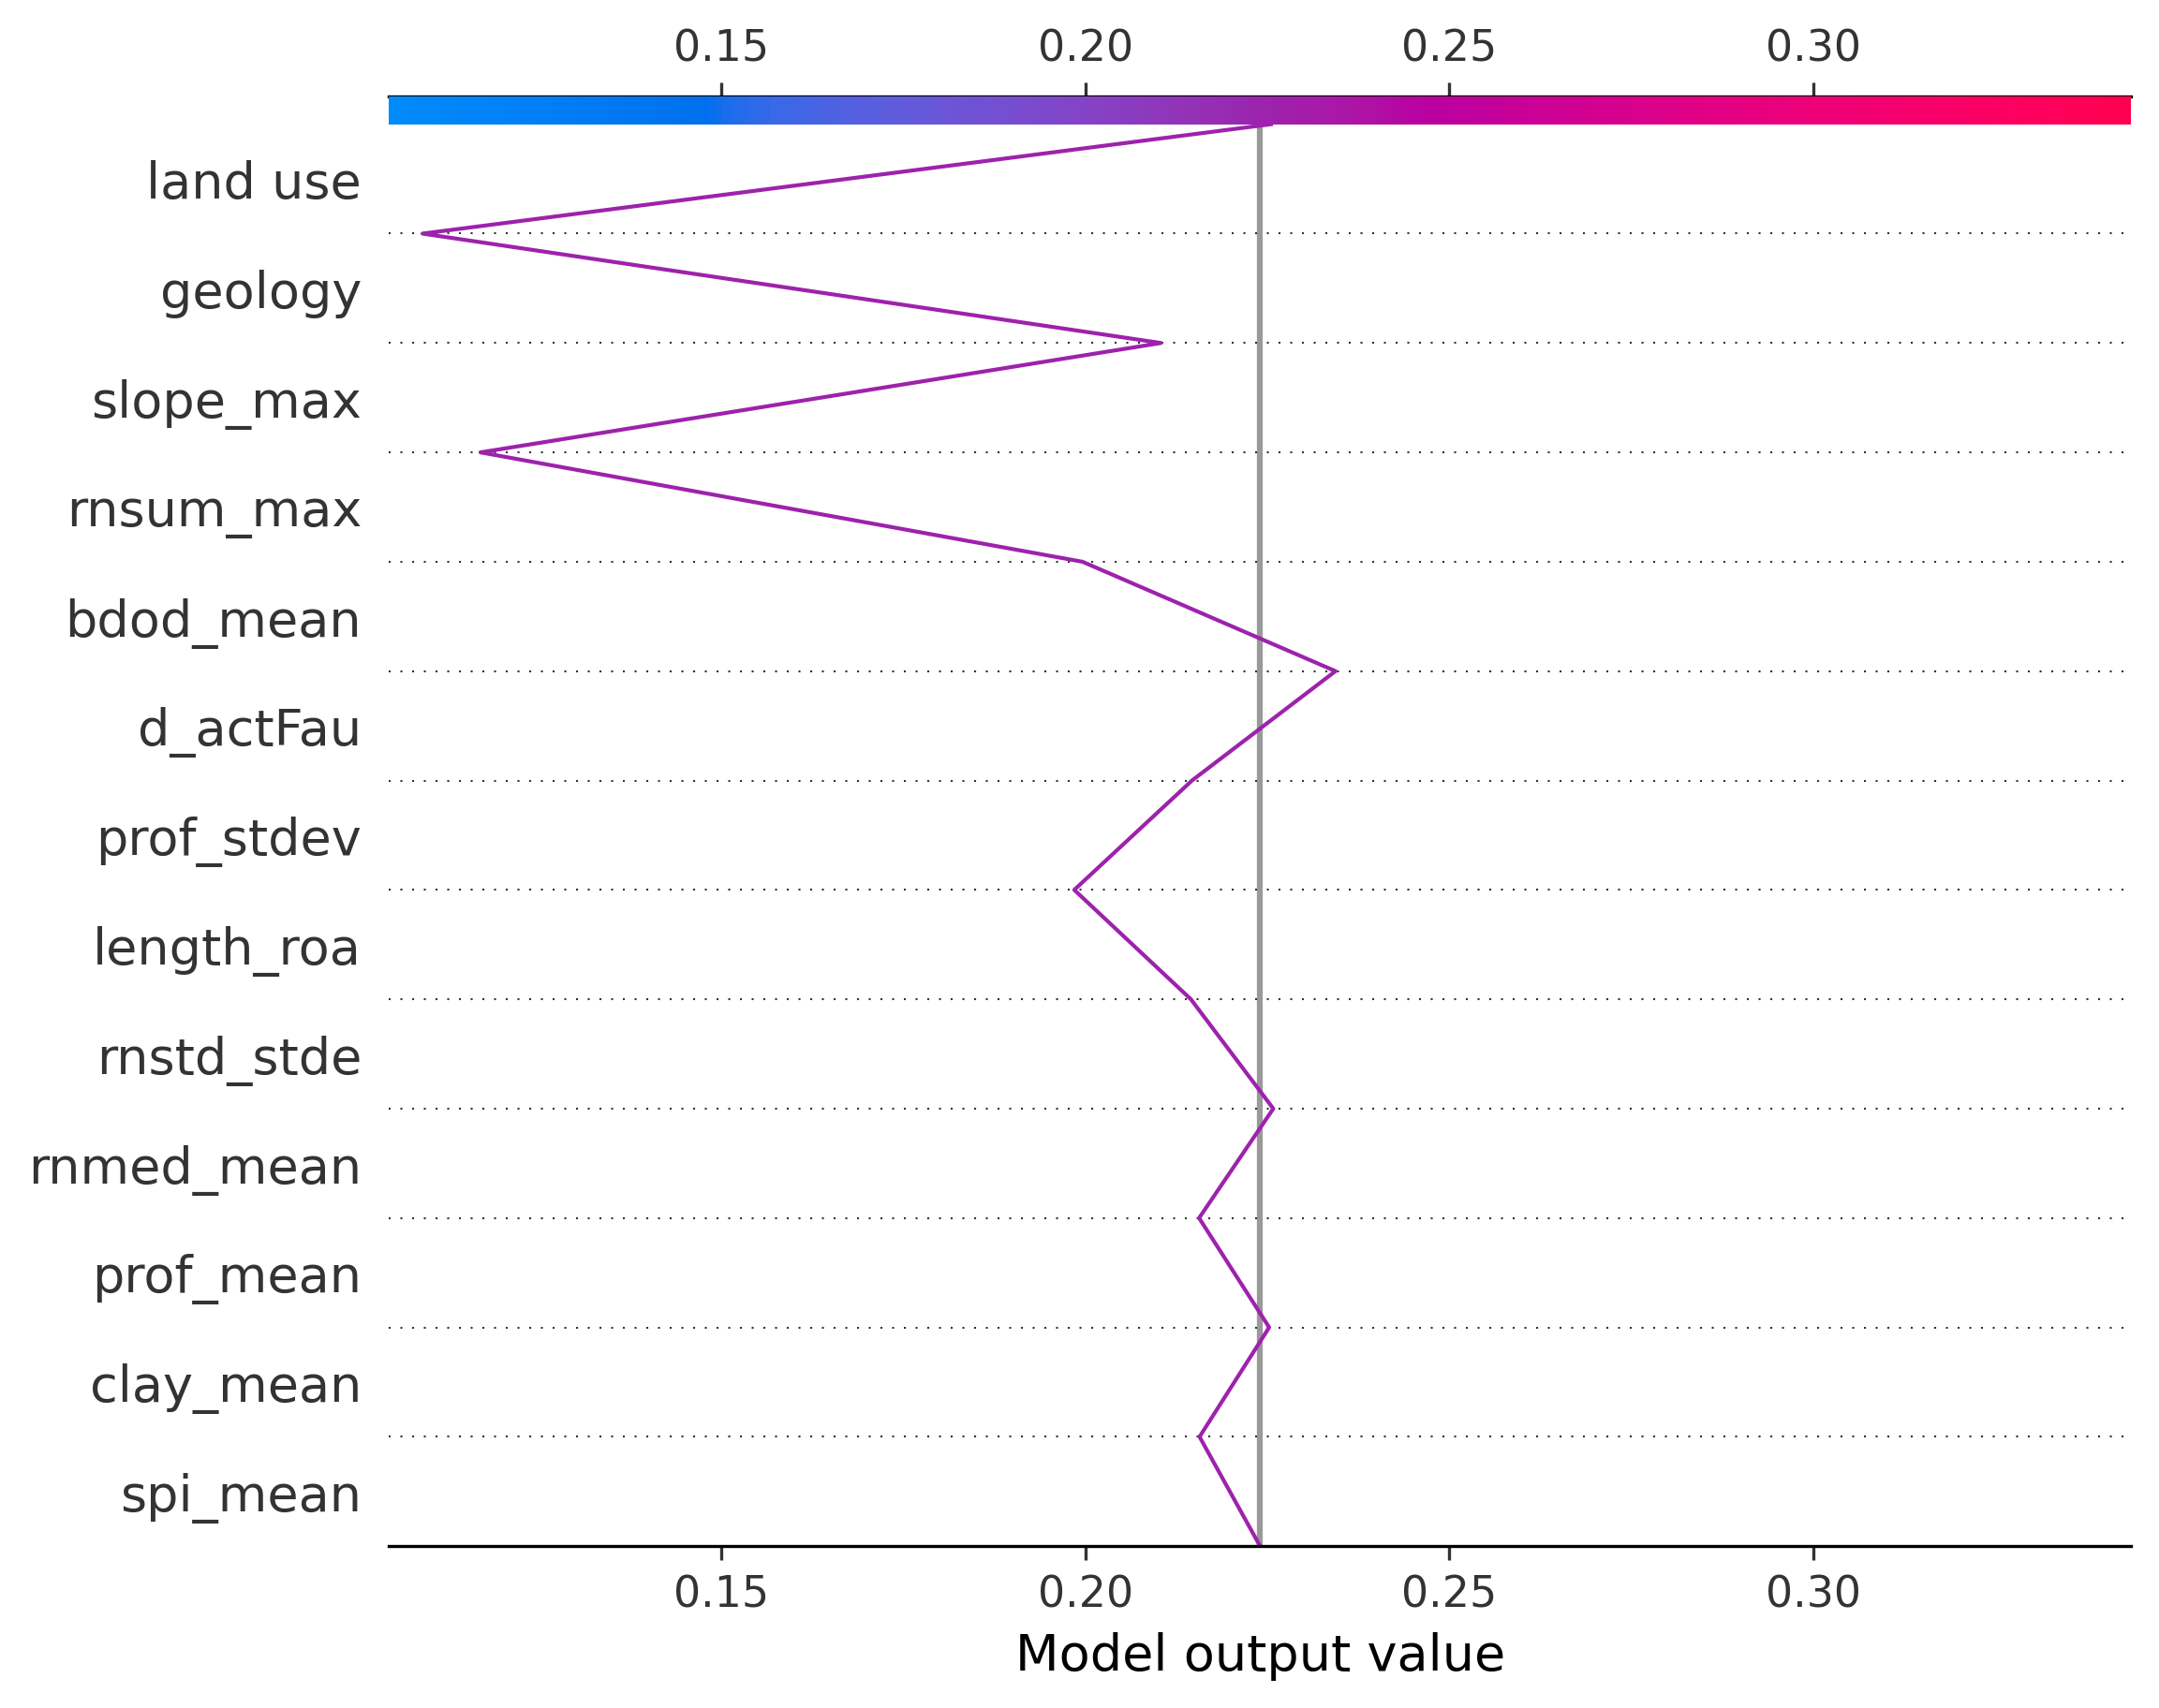 0.15 0.20 0.25 0.30
land use
geology
slope_max
rnsum_max
bdod_mean
d_actFau
prof_stdev
length_roa
rnstd_stde
rnmed_mean
prof_mean
clay_mean
spi_mean
0.15 0.20 0.25 0.30
Model output value